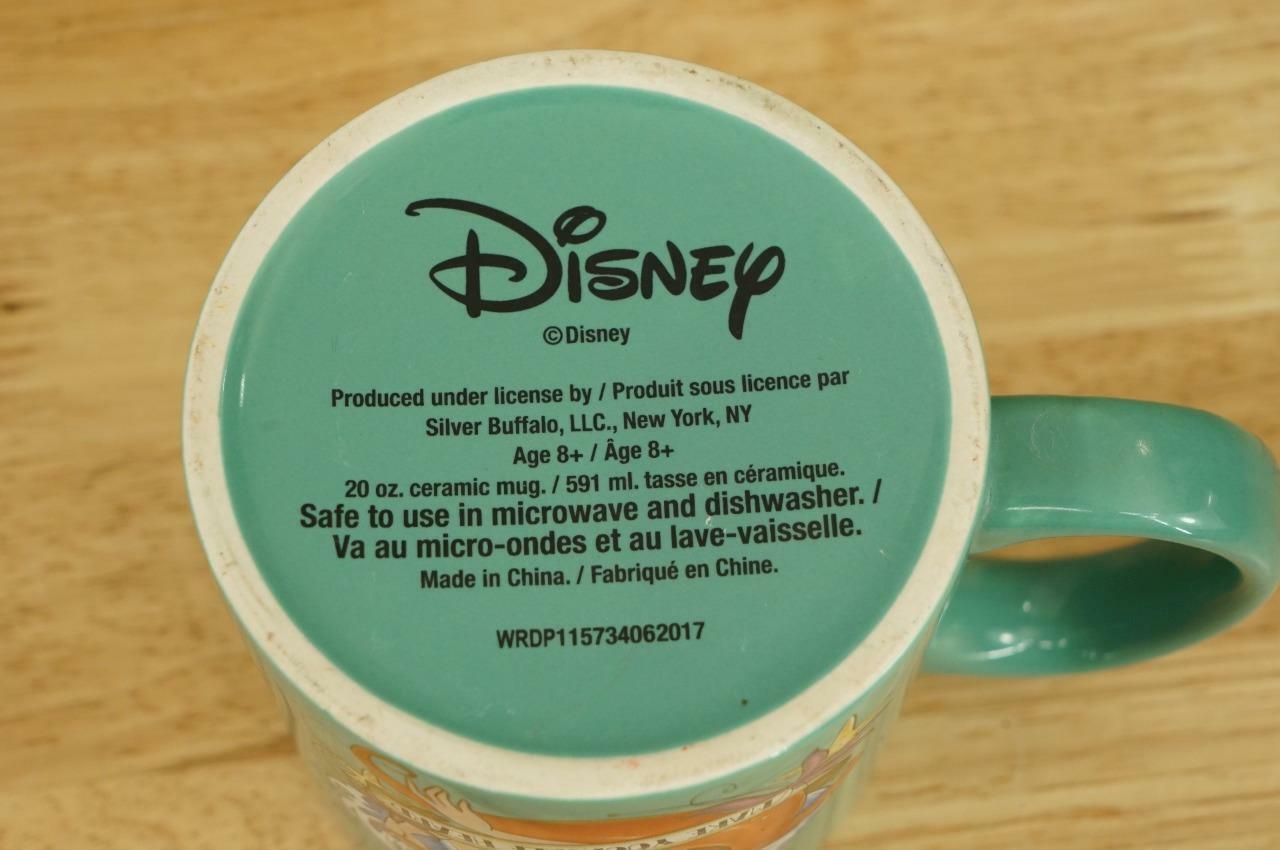 Disney
©Disney
Produced under license by / Produit sous licence par
Silver Buffalo, LLC., New York, NY
Age 8+ / Âge 8+
20 oz. ceramic mug. / 591 ml. tasse en céramique.
Safe to use in microwave and dishwasher. /
Va au micro-ondes et au lave-vaisselle.
Made in China. / Fabriqué en Chine.
WRDP115734062017